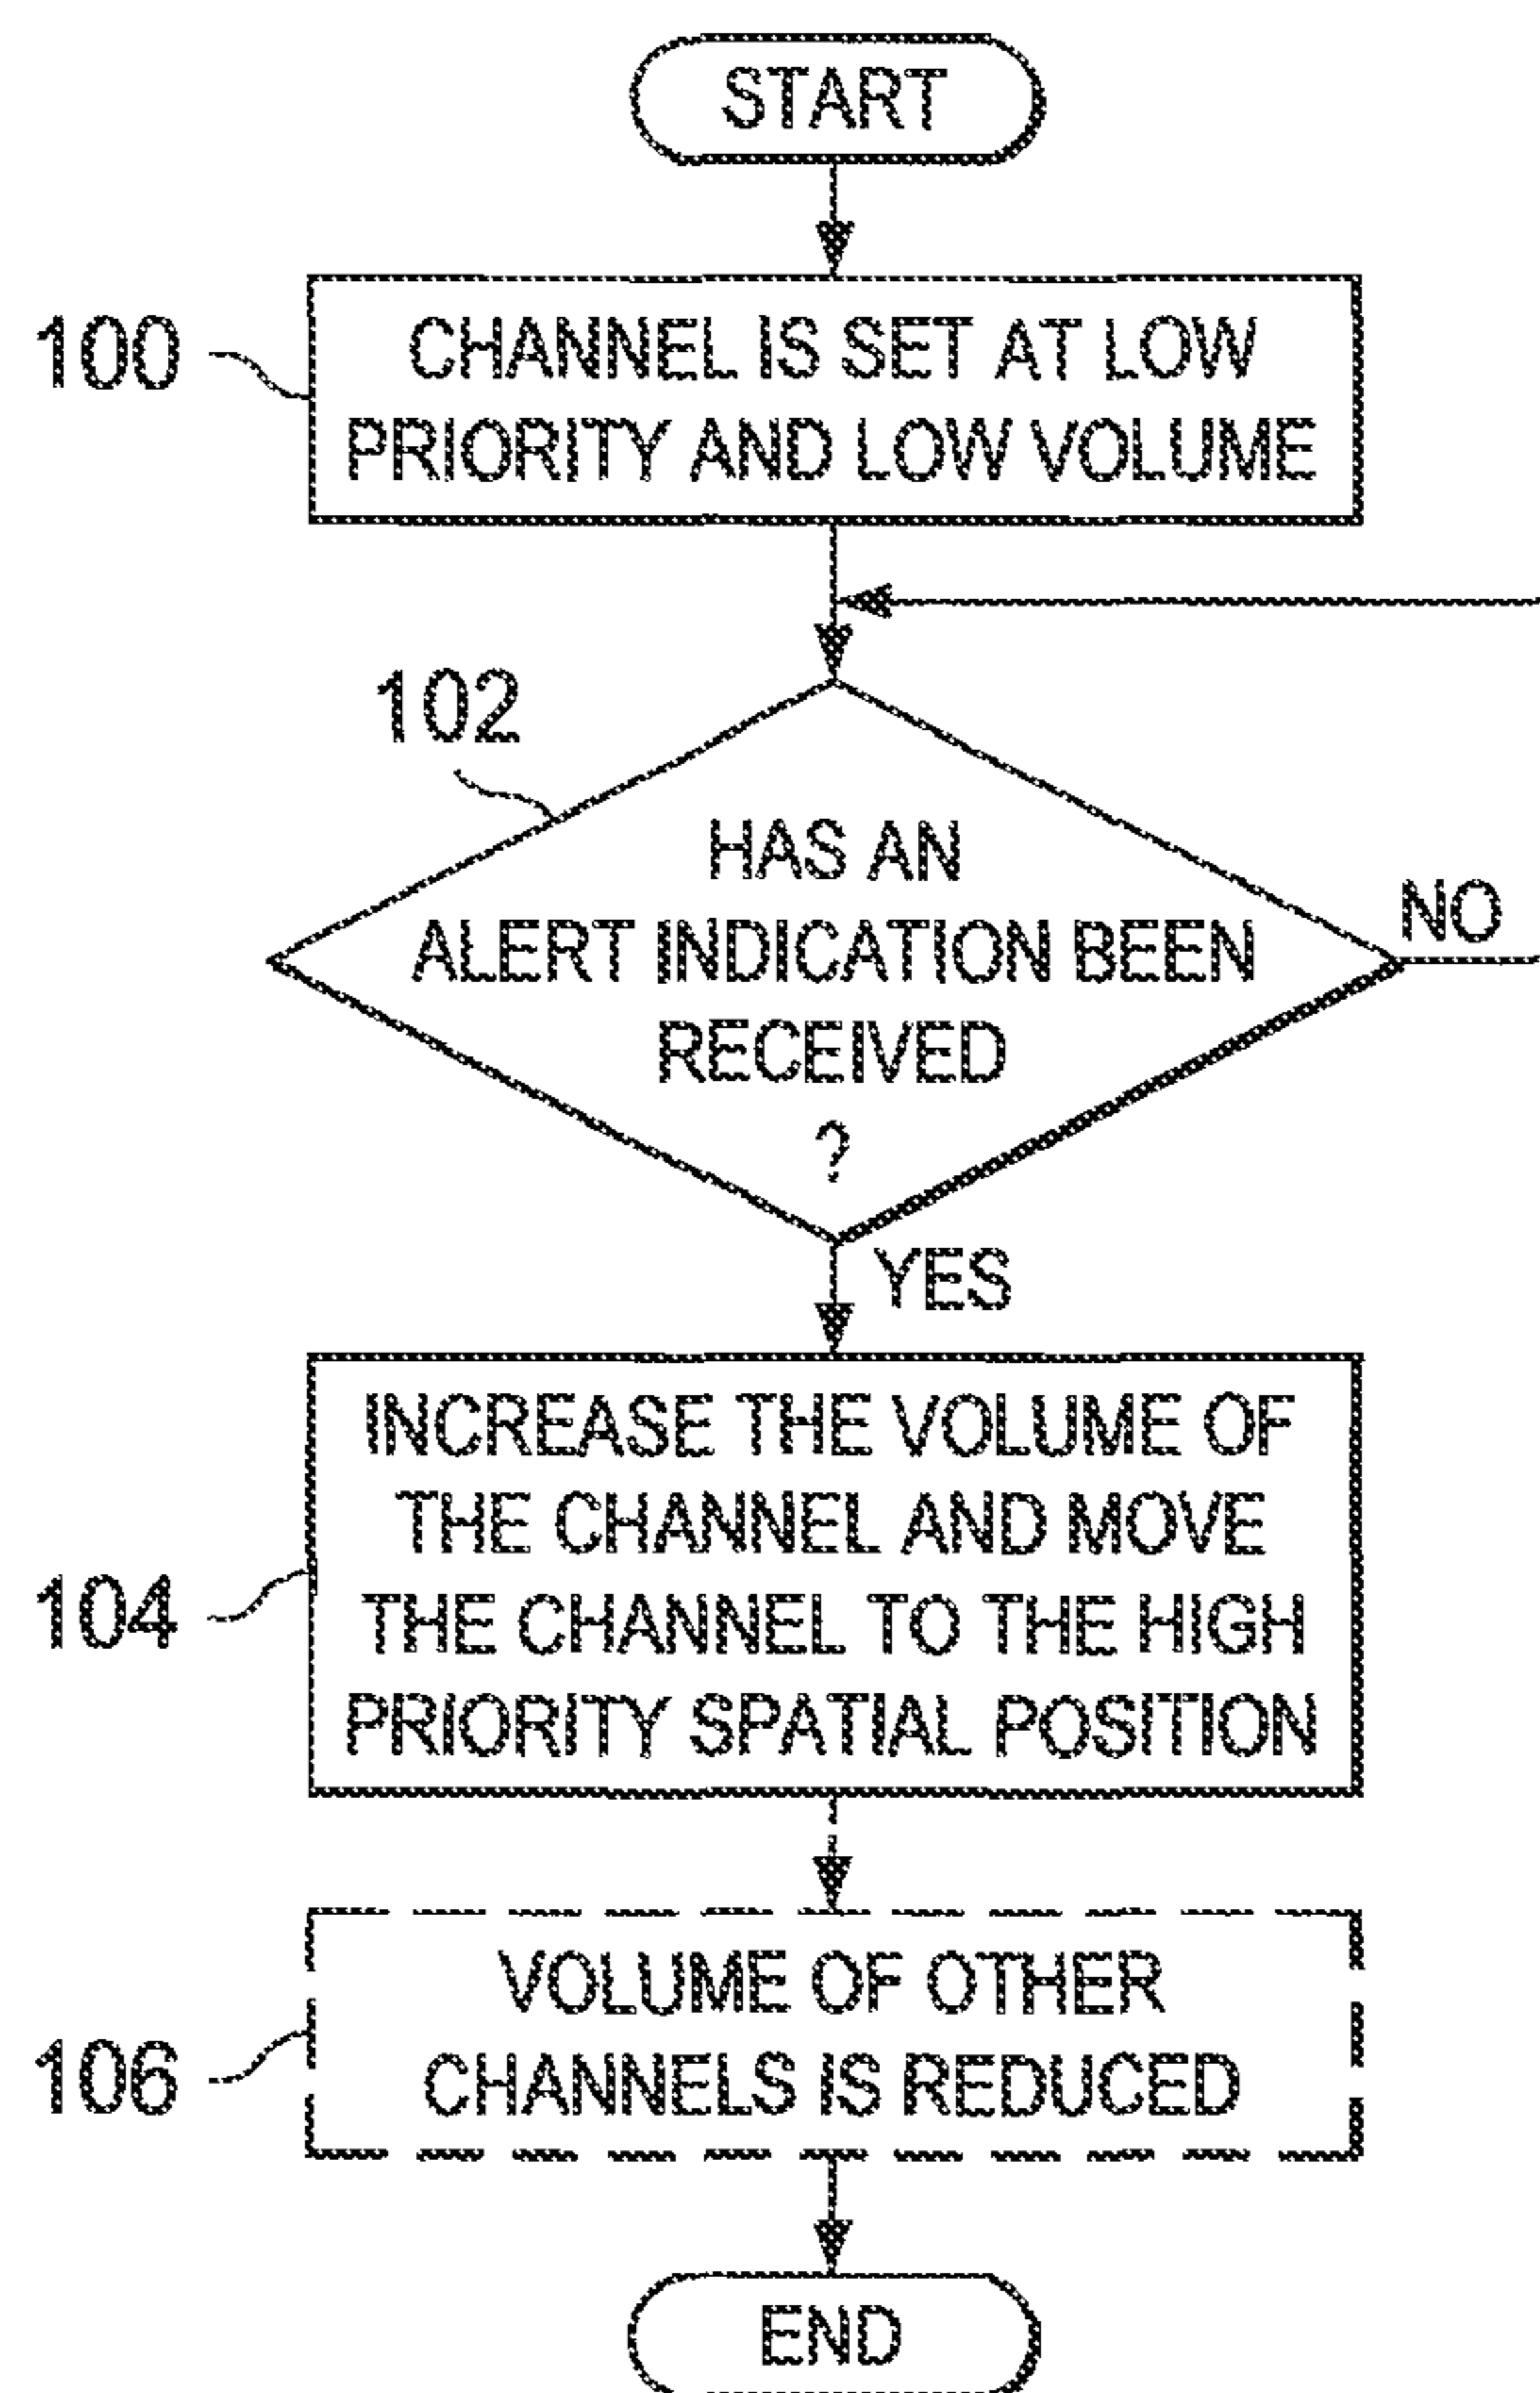 START
100
CHANNEL IS SET AT LOW
PRIORITY AND LOW VOLUME
102
HAS AN
ALERT INDICATION BEEN
RECEIVED
?
NO
YES
104
INCREASE THE VOLUME OF
THE CHANNEL AND MOVE
THE CHANNEL TO THE HIGH
PRIORITY SPATIAL POSITION
106
VOLUME OF OTHER
CHANNELS IS REDUCED
END